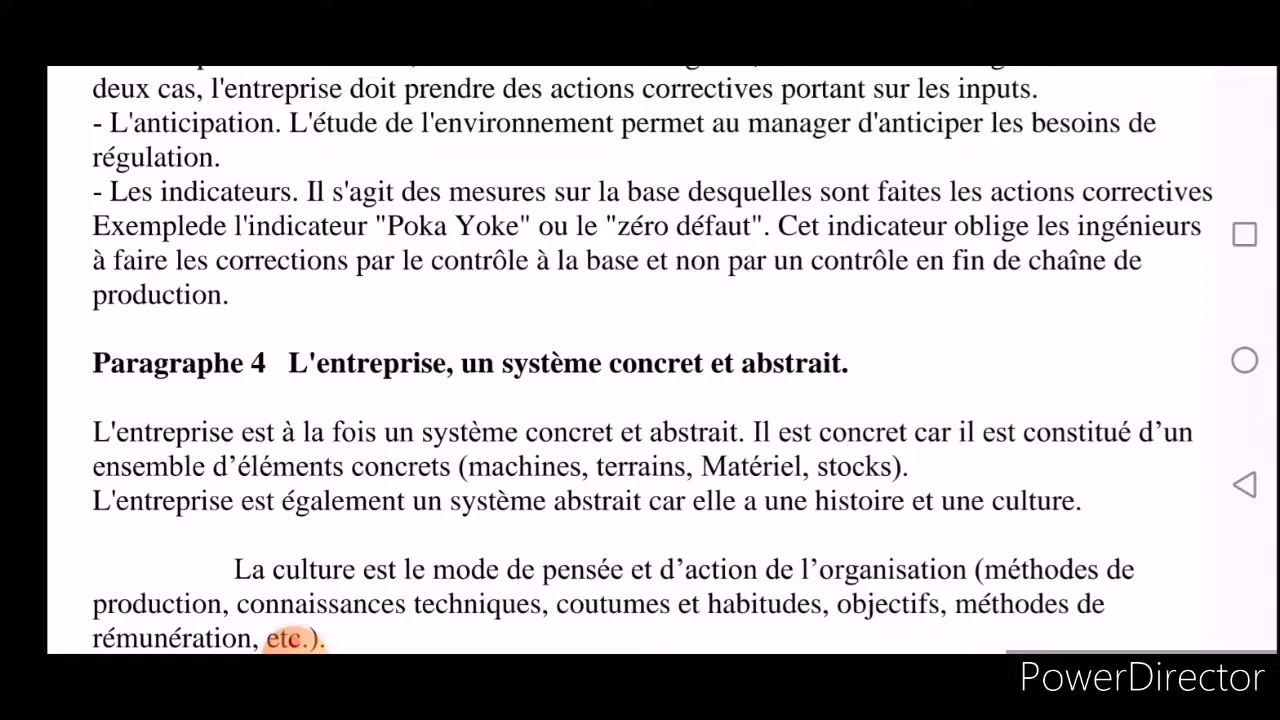 deux cas, l'entreprise doit prendre des actions correctives portant sur les inputs.
- L'anticipation. L'étude de l'environnement permet au manager d'anticiper les besoins de
régulation.
- Les indicateurs. Il s'agit des mesures sur la base desquelles sont faites les actions correctives
Exemplede l'indicateur "Poka Yoke" ou le "zéro défaut". Cet indicateur oblige les ingénieurs
à faire les corrections par le contrôle à la base et non par un contrôle en fin de chaîne de
production.
Paragraphe 4 L'entreprise, un système concret et abstrait.
L'entreprise est à la fois un système concret et abstrait. Il est concret car il est constitué d’un
ensemble d’éléments concrets (machines, terrains, Matériel, stocks).
L'entreprise est également un système abstrait car elle a une histoire et une culture.
La culture est le mode de pensée et d’action de l’organisation (méthodes de
production, connaissances techniques, coutumes et habitudes, objectifs, méthodes de
rémunération, etc.).
PowerDirector